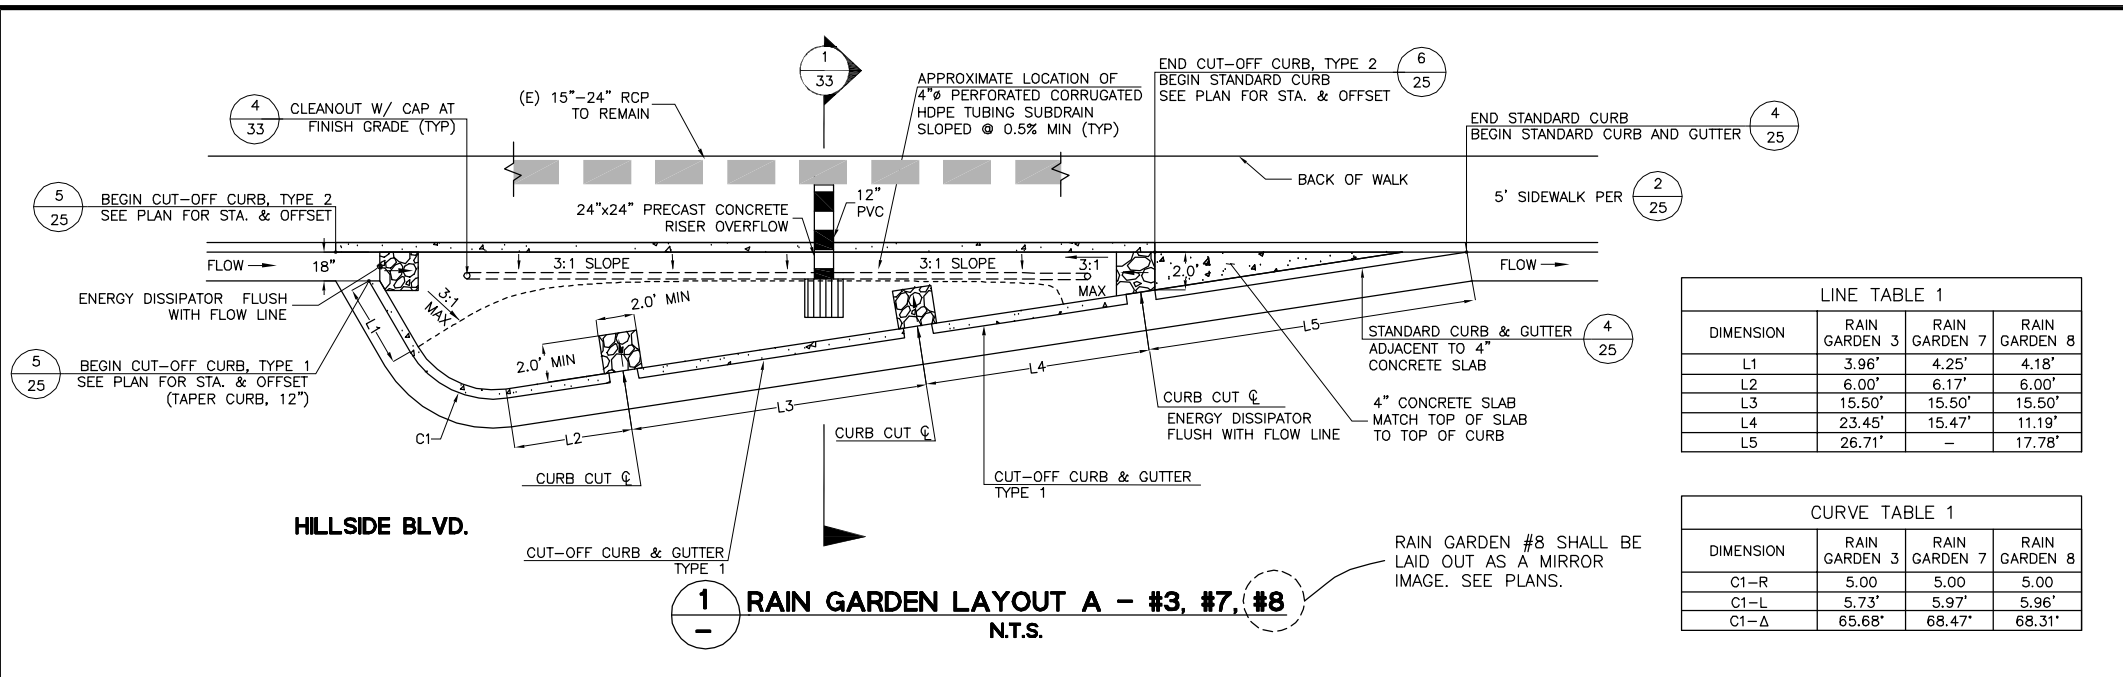 1
33
4
33
CLEANOUT W/ CAP AT
FINISH GRADE (TYP)
(E) 15"-24" RCP
TO REMAIN
APPROXIMATE LOCATION OF
4"ø PERFORATED CORRUGATED
HDPE TUBING SUBDRAIN
SLOPED @ 0.5% MIN (TYP)
END CUT-OFF CURB, TYPE 2
BEGIN STANDARD CURB
SEE PLAN FOR STA. & OFFSET
6
25
END STANDARD CURB
BEGIN STANDARD CURB AND GUTTER
4
25
5
25
BEGIN CUT-OFF CURB, TYPE 2
SEE PLAN FOR STA. & OFFSET
24"x24" PRECAST CONCRETE
RISER OVERFLOW
12"
PVC
BACK OF WALK
5' SIDEWALK PER
2
25
FLOW
18"
3:1 SLOPE
3:1 SLOPE
3:1
MAX
2.0'
FLOW
ENERGY DISSIPATOR FLUSH
WITH FLOW LINE
3:1
MAX
L1
2.0' MIN
2.0' MIN
5
25
BEGIN CUT-OFF CURB, TYPE 1
SEE PLAN FOR STA. & OFFSET
(TAPER CURB, 12")
C1
L2
L3
L4
L5
STANDARD CURB & GUTTER
ADJACENT TO 4"
CONCRETE SLAB
4
25
CURB CUT ℄
CURB CUT ℄
CURB CUT ℄
ENERGY DISSIPATOR
FLUSH WITH FLOW LINE
4" CONCRETE SLAB
MATCH TOP OF SLAB
TO TOP OF CURB
CUT-OFF CURB & GUTTER
TYPE 1
HILLSIDE BLVD.
CUT-OFF CURB & GUTTER
TYPE 1
1
-
RAIN GARDEN LAYOUT A - #3, #7, #8
N.T.S.
RAIN GARDEN #8 SHALL BE
LAID OUT AS A MIRROR
IMAGE. SEE PLANS.
LINE TABLE 1
DIMENSION RAIN GARDEN 3 RAIN GARDEN 7 RAIN GARDEN 8
L1 3.96' 4.25' 4.18'
L2 6.00' 6.17' 6.00'
L3 15.50' 15.50' 15.50'
L4 23.45' 15.47' 11.19'
L5 26.71' - 17.78'
CURVE TABLE 1
DIMENSION RAIN GARDEN 3 RAIN GARDEN 7 RAIN GARDEN 8
C1-R 5.00 5.00 5.00
C1-L 5.73' 5.97' 5.96'
C1-Δ 65.68° 68.47° 68.31°